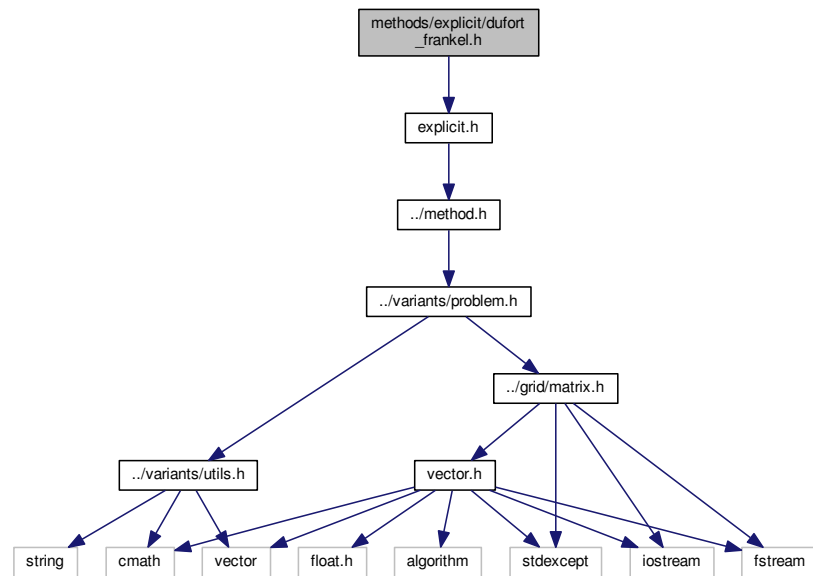 methods/explicit/dufort
_frankel.h
explicit.h
../method.h
../variants/problem.h
../grid/matrix.h
../variants/utils.h
vector.h
string
cmath
vector
float.h
algorithm
stdexcept
iostream
fstream